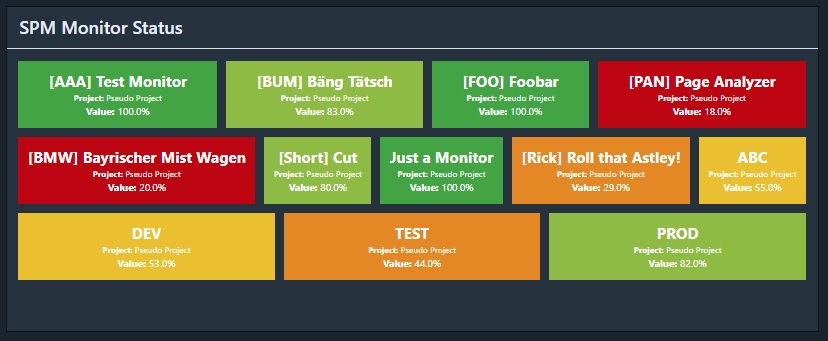 SPM Monitor Status
[AAA] Test Monitor
Project: Pseudo Project
Value: 100.0%
[BUM] Bäng Tätsch
Project: Pseudo Project
Value: 83.0%
[FOO] Foobar
Project: Pseudo Project
Value: 100.0%
[PAN] Page Analyzer
Project: Pseudo Project
Value: 18.0%
[BMW] Bayrischer Mist Wagen
Project: Pseudo Project
Value: 20.0%
[Short] Cut
Project: Pseudo Project
Value: 80.0%
Just a Monitor
Project: Pseudo Project
Value: 100.0%
[Rick] Roll that Astley!
Project: Pseudo Project
Value: 29.0%
ABC
Project: Pseudo Project
Value: 55.0%
DEV
Project: Pseudo Project
Value: 53.0%
TEST
Project: Pseudo Project
Value: 44.0%
PROD
Project: Pseudo Project
Value: 82.0%